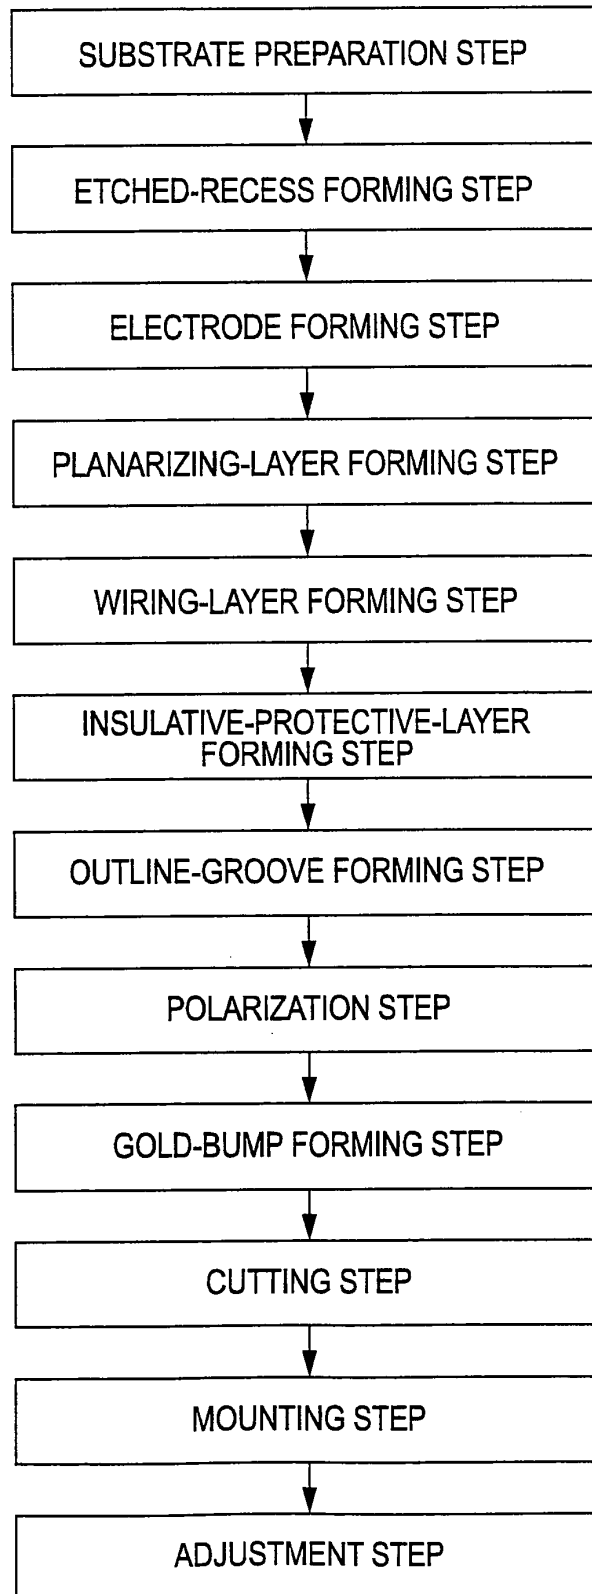 SUBSTRATE PREPARATION STEP
ETCHED-RECESS FORMING STEP
ELECTRODE FORMING STEP
PLANARIZING-LAYER FORMING STEP
WIRING-LAYER FORMING STEP
INSULATIVE-PROTECTIVE-LAYER
FORMING STEP
OUTLINE-GROOVE FORMING STEP
POLARIZATION STEP
GOLD-BUMP FORMING STEP
CUTTING STEP
MOUNTING STEP
ADJUSTMENT STEP